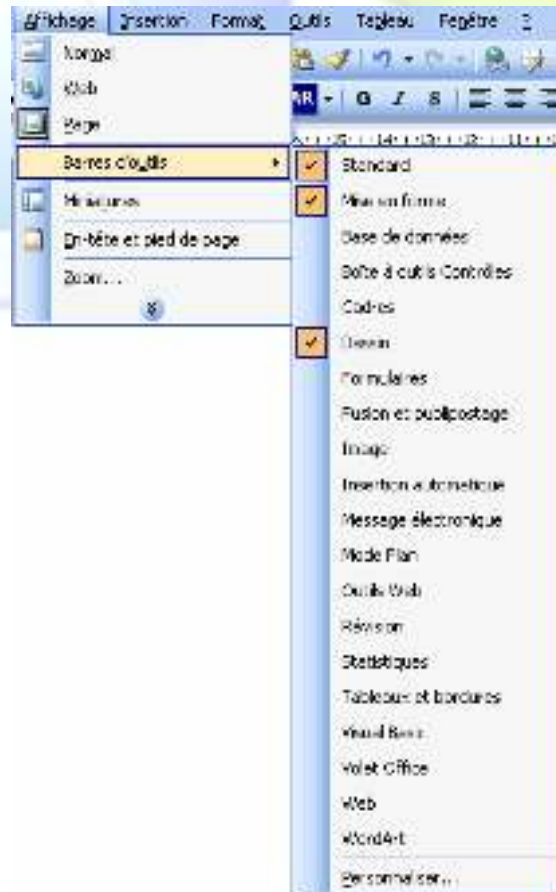 Affichage Insertion Format Outils Tableau Fenêtre ?
Normal
Web
Page
AR G I S
Barres d'outils
Miniatures
En-tête et pied de page
Zoom...
Standard
Mise en forme
Base de données
Boîte à outils Contrôles
Cadres
Dessin
Formulaires
Fusion et publipostage
Image
Insertion automatique
Message électronique
Mode Plan
Outils Web
Révision
Statistiques
Tableaux et bordures
Visual Basic
Volet Office
Web
WordArt
Personnaliser...